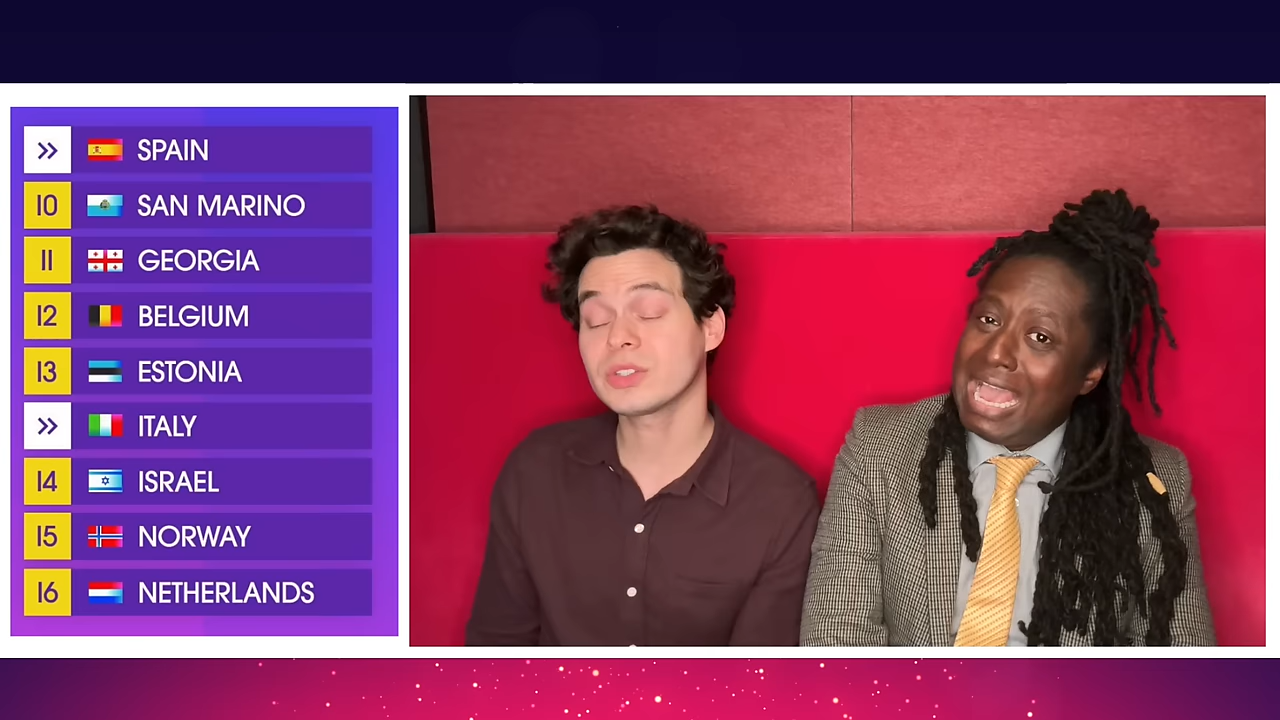 >> SPAIN
10 SAN MARINO
11 GEORGIA
12 BELGIUM
13 ESTONIA
>> ITALY
14 ISRAEL
15 NORWAY
16 NETHERLANDS